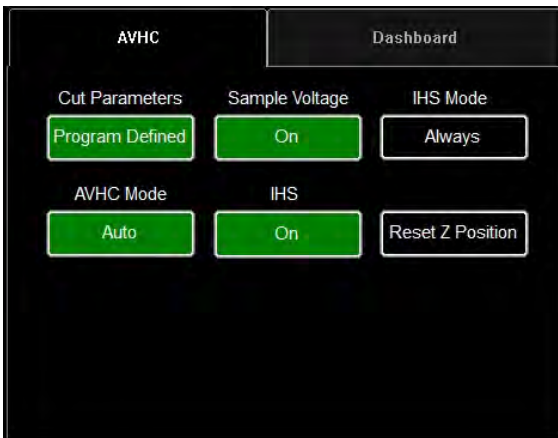 AVHC
Dashboard
Cut Parameters
Sample Voltage
IHS Mode
Program Defined
On
Always
AVHC Mode
IHS
Auto
On
Reset Z Position